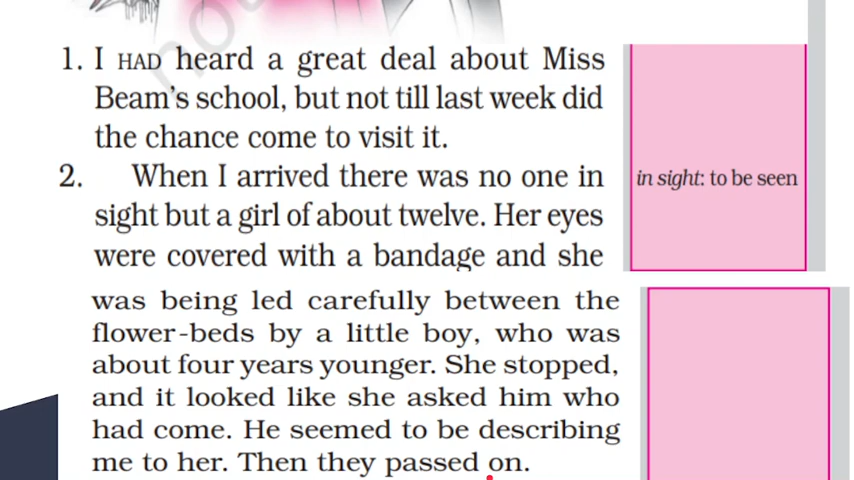 1. I HAD heard a great deal about Miss
Beam's school, but not till last week did
the chance come to visit it.
2. When I arrived there was no one in
in sight: to be seen
sight but a girl of about twelve. Her eyes
were covered with a bandage and she
was being led carefully between the
flower-beds by a little boy, who was
about four years younger. She stopped,
and it looked like she asked him who
had come. He seemed to be describing
me to her. Then they passed on.